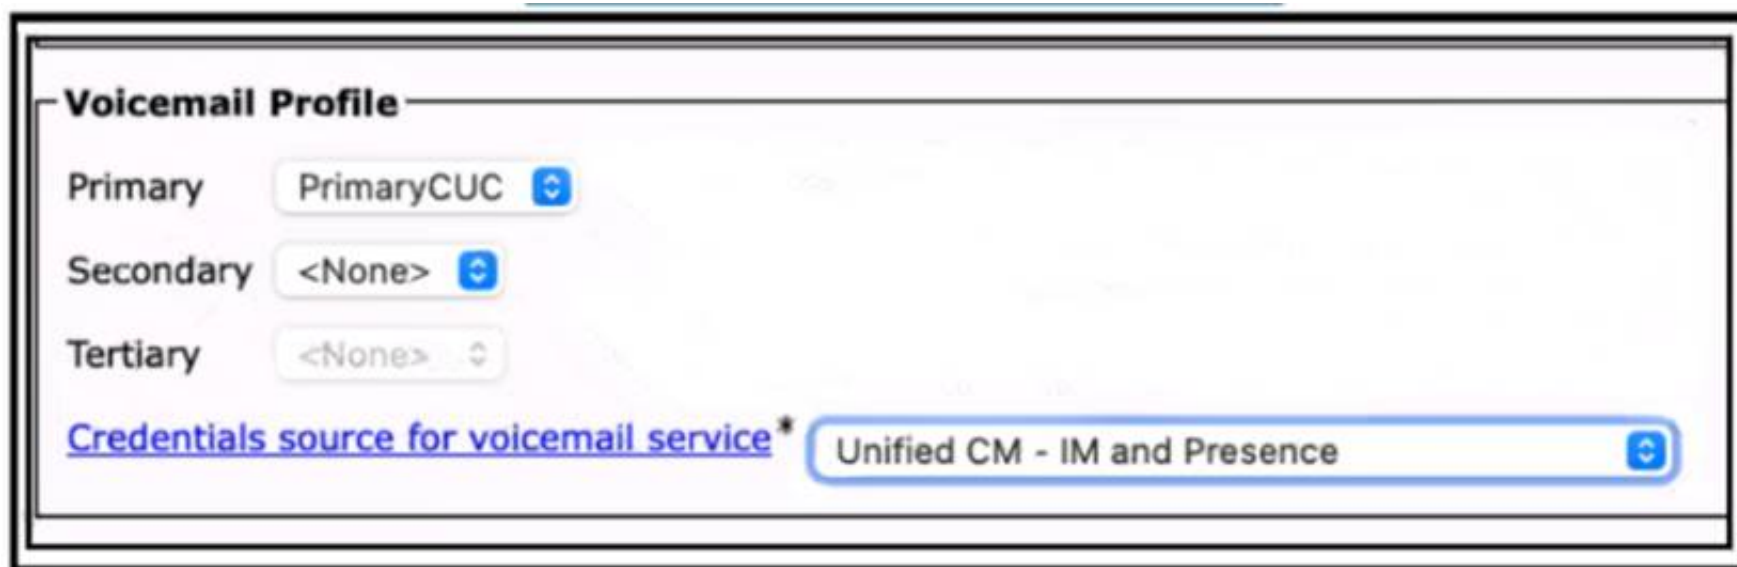 Voicemail Profile
Primary PrimaryCUC
Secondary <None>
Tertiary <None>
Credentials source for voicemail service* Unified CM - IM and Presence